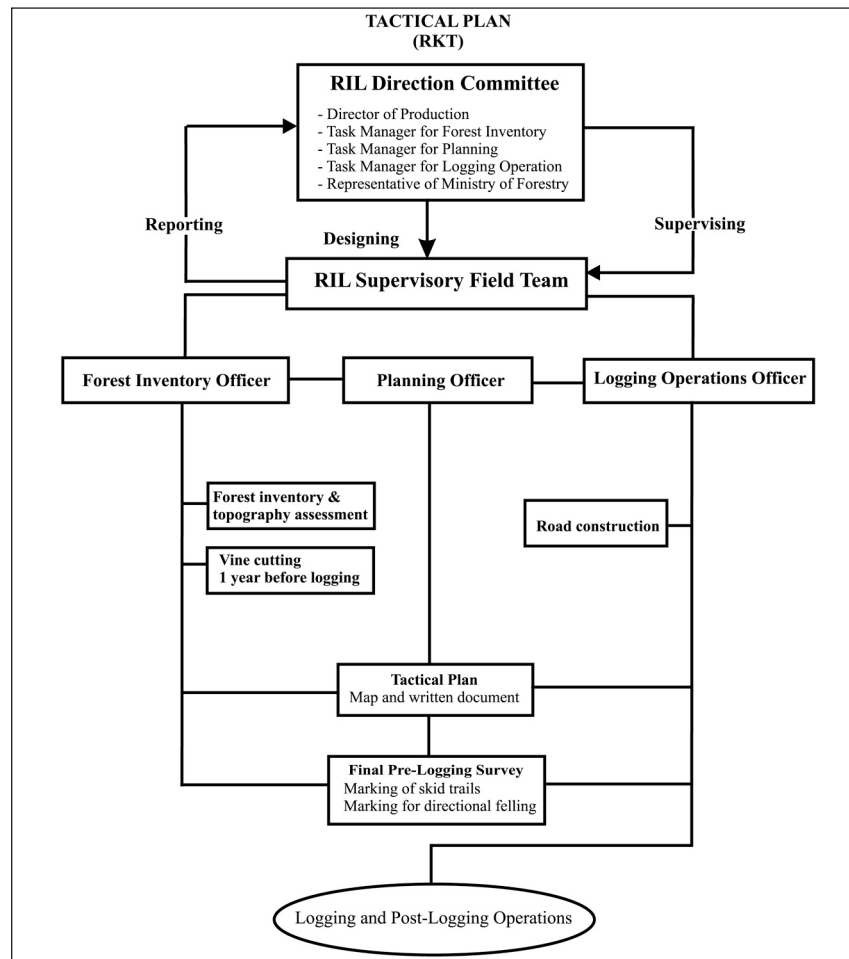 TACTICAL PLAN
(RKT)
RIL Direction Committee
- Director of Production
- Task Manager for Forest Inventory
- Task Manager for Planning
- Task Manager for Logging Operation
- Representative of Ministry of Forestry
Reporting
Designing
Supervising
RIL Supervisory Field Team
Forest Inventory Officer
Planning Officer
Logging Operations Officer
Forest inventory &
topography assessment
Road construction
Vine cutting
1 year before logging
Tactical Plan
Map and written document
Final Pre-Logging Survey
Marking of skid trails
Marking for directional felling
Logging and Post-Logging Operations